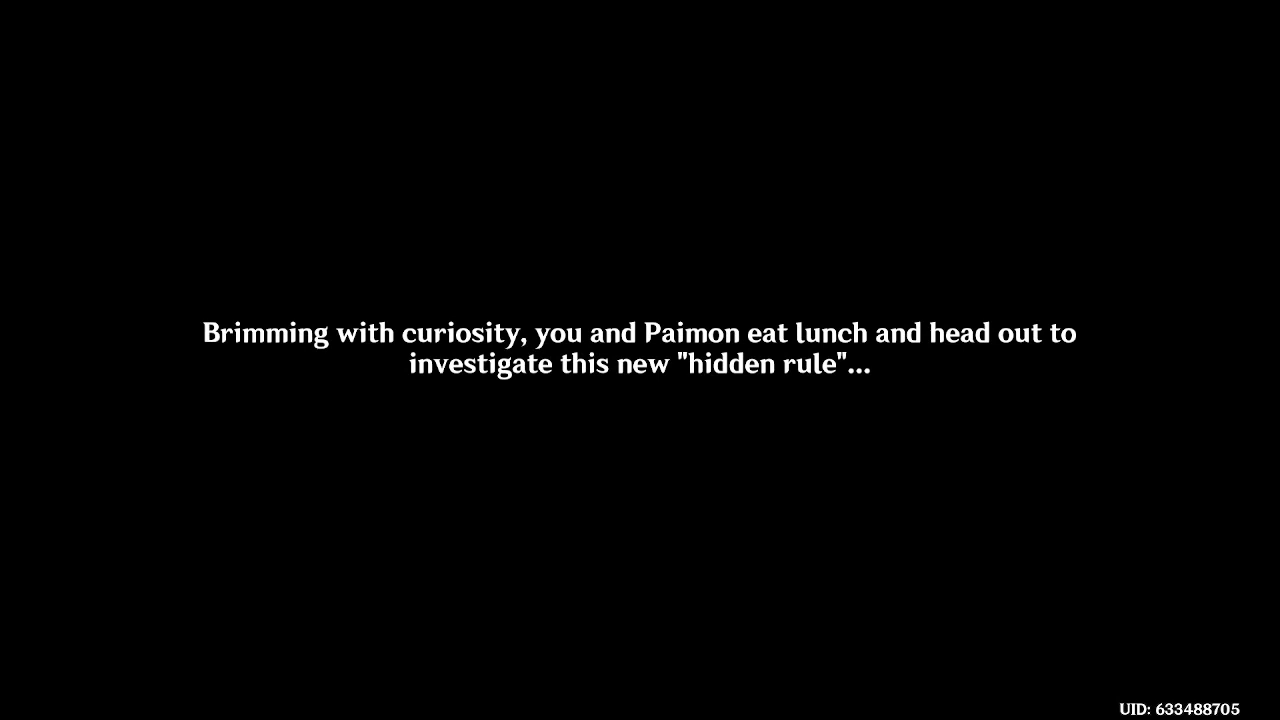 Brimming with curiosity, you and Paimon eat lunch and head out to
investigate this new "hidden rule"...
UID: 633488705